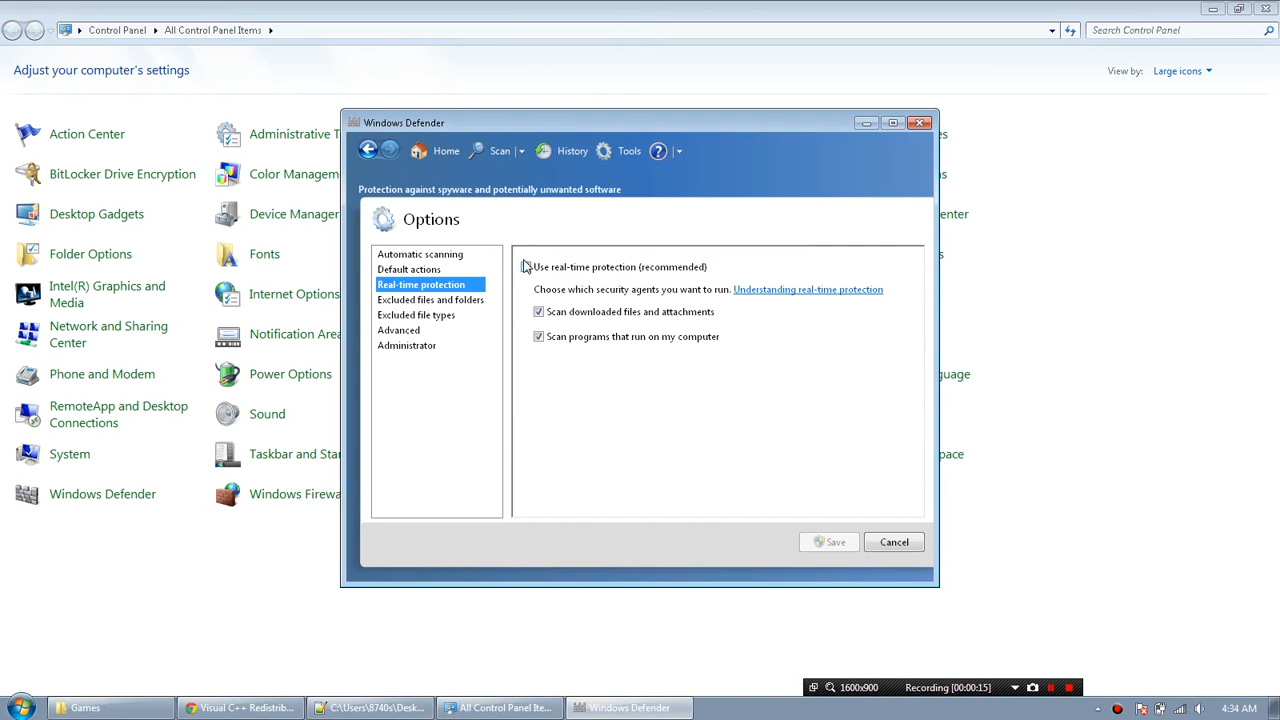 Control Panel
All Control Panel Items
Search Control Panel
Adjust your computer's settings
View by:
Large icons
Action Center
Administrative T
BitLocker Drive Encryption
Color Managem
Desktop Gadgets
Device Manager
enter
Folder Options
Fonts
Intel(R) Graphics and
Media
Internet Options
Network and Sharing
Center
Notification Area
Phone and Modem
Power Options
guage
RemoteApp and Desktop
Connections
Sound
System
Taskbar and Star
pace
Windows Defender
Windows Firewa
Windows Defender
Home
Scan
History
Tools
?
Protection against spyware and potentially unwanted software
Options
Automatic scanning
Default actions
Real-time protection
Excluded files and folders
Excluded file types
Advanced
Administrator
Use real-time protection (recommended)
Choose which security agents you want to run. Understanding real-time protection
Scan downloaded files and attachments
Scan programs that run on my computer
Save
Cancel
1600x900
Recording [00:00:15]
Games
Visual C++ Redistrib...
C:\Users\8740s\Deskt...
All Control Panel Ite...
Windows Defender
4:34 AM